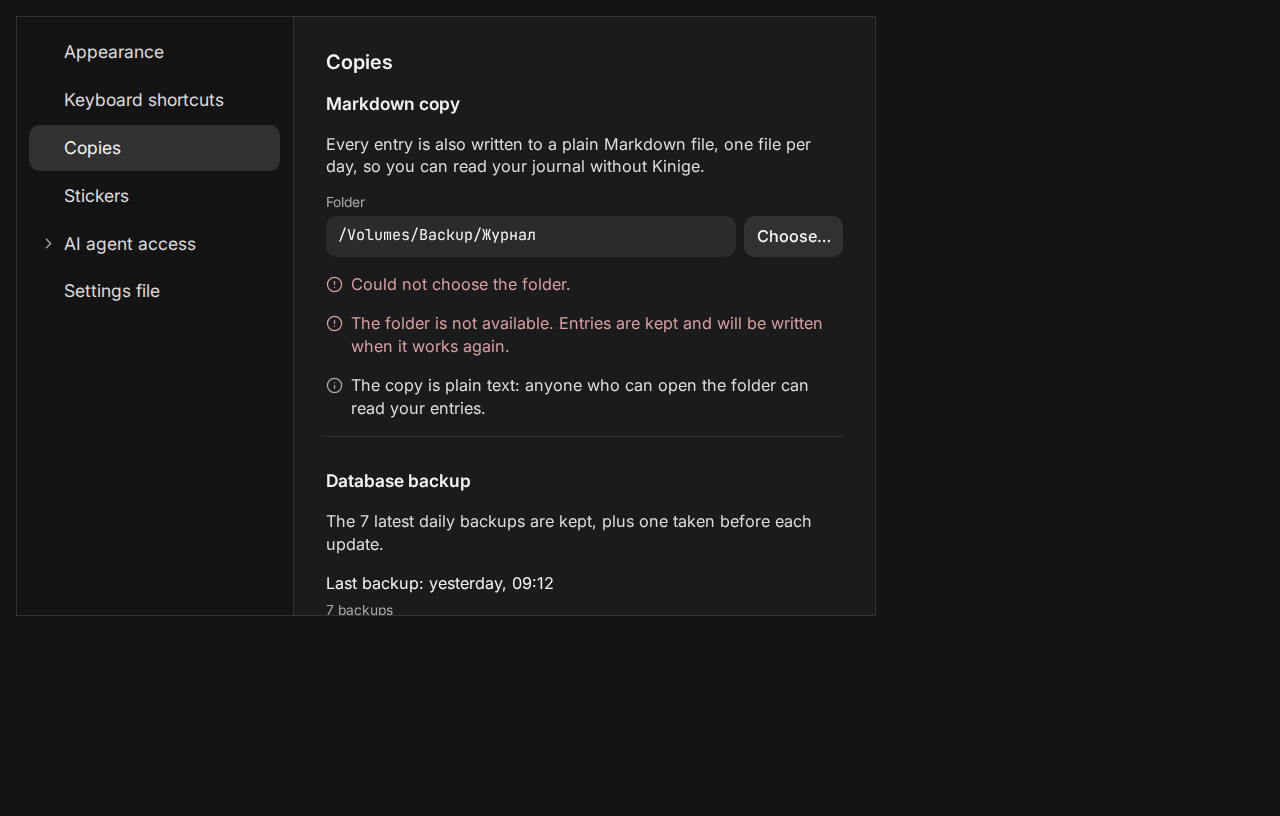 Appearance
Keyboard shortcuts
Copies
Stickers
AI agent access
Settings file
Copies
Markdown copy
Every entry is also written to a plain Markdown file, one file per
day, so you can read your journal without Kinige.
Folder
/Volumes/Backup/Журнал
Choose...
Could not choose the folder.
The folder is not available. Entries are kept and will be written
when it works again.
The copy is plain text: anyone who can open the folder can
read your entries.
Database backup
The 7 latest daily backups are kept, plus one taken before each
update.
Last backup: yesterday, 09:12
7 backups